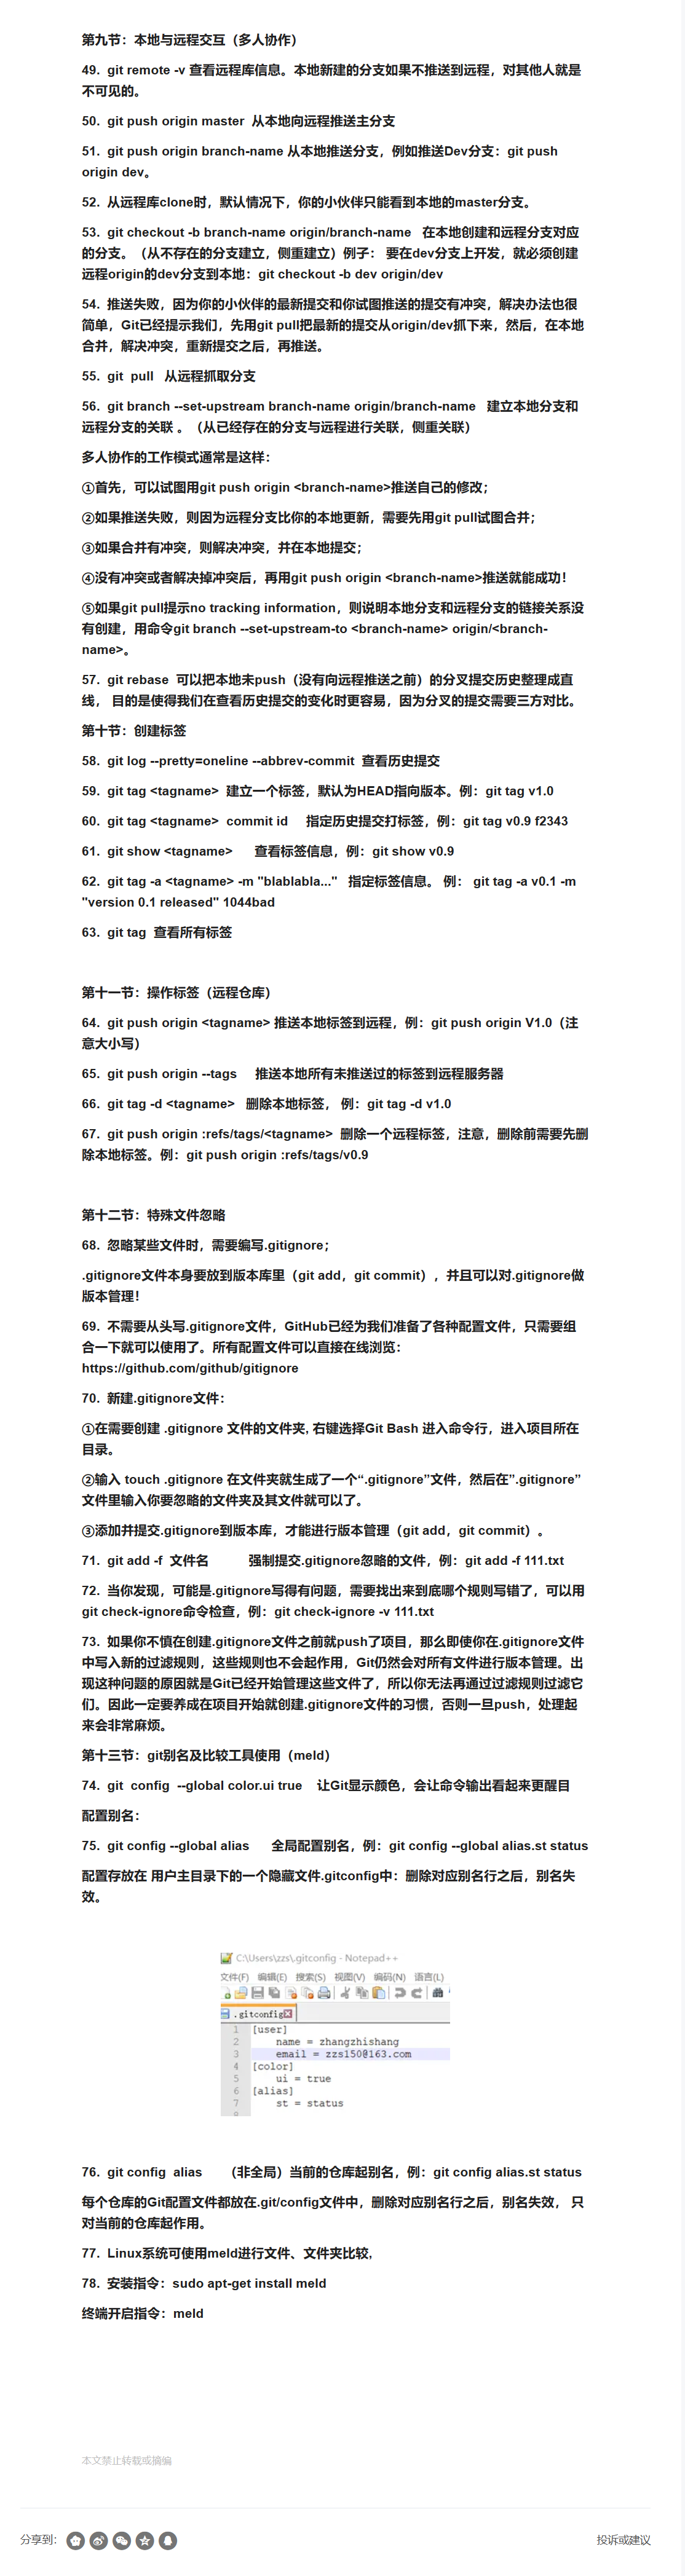 第九节：本地与远程交互（多人协作）
49.  git remote -v 查看远程库信息。本地新建的分支如果不推送到远程，对其他人就是
不可见的。
50.  git push origin master  从本地向远程推送主分支
51.  git push origin branch-name 从本地推送分支，例如推送Dev分支：git push
origin dev。
52.  从远程库clone时，默认情况下，你的小伙伴只能看到本地的master分支。
53.  git checkout -b branch-name origin/branch-name   在本地创建和远程分支对应
的分支。（从不存在的分支建立，侧重建立）例子： 要在dev分支上开发，就必须创建
远程origin的dev分支到本地：git checkout -b dev origin/dev
54.  推送失败，因为你的小伙伴的最新提交和你试图推送的提交有冲突，解决办法也很
简单，Git已经提示我们，先用git pull把最新的提交从origin/dev抓下来，然后，在本地
合并，解决冲突，重新提交之后，再推送。
55.  git  pull   从远程抓取分支
56.  git branch --set-upstream branch-name origin/branch-name   建立本地分支和
远程分支的关联 。（从已经存在的分支与远程进行关联，侧重关联）
多人协作的工作模式通常是这样：
①首先，可以试图用git push origin <branch-name>推送自己的修改；
②如果推送失败，则因为远程分支比你的本地更新，需要先用git pull试图合并；
③如果合并有冲突，则解决冲突，并在本地提交；
④没有冲突或者解决掉冲突后，再用git push origin <branch-name>推送就能成功！
⑤如果git pull提示no tracking information，则说明本地分支和远程分支的链接关系没
有创建，用命令git branch --set-upstream-to <branch-name> origin/<branch-
name>。
57.  git rebase  可以把本地未push（没有向远程推送之前）的分叉提交历史整理成直
线， 目的是使得我们在查看历史提交的变化时更容易，因为分叉的提交需要三方对比。
第十节：创建标签
58.  git log --pretty=oneline --abbrev-commit  查看历史提交
59.  git tag <tagname>  建立一个标签，默认为HEAD指向版本。例：git tag v1.0
60.  git tag <tagname>  commit id     指定历史提交打标签，例：git tag v0.9 f2343
61.  git show <tagname>      查看标签信息，例：git show v0.9
62.  git tag -a <tagname> -m "blablabla..."   指定标签信息。 例： git tag -a v0.1 -m
"version 0.1 released" 1044bad
63.  git tag  查看所有标签
第十一节：操作标签（远程仓库）
64.  git push origin <tagname> 推送本地标签到远程，例：git push origin V1.0（注
意大小写）
65.  git push origin --tags     推送本地所有未推送过的标签到远程服务器
66.  git tag -d <tagname>   删除本地标签， 例：git tag -d v1.0
67.  git push origin :refs/tags/<tagname>  删除一个远程标签，注意，删除前需要先删
除本地标签。例：git push origin :refs/tags/v0.9
第十二节：特殊文件忽略
68.  忽略某些文件时，需要编写.gitignore；
.gitignore文件本身要放到版本库里（git add，git commit），并且可以对.gitignore做
版本管理！
69.  不需要从头写.gitignore文件，GitHub已经为我们准备了各种配置文件，只需要组
合一下就可以使用了。所有配置文件可以直接在线浏览：
https://github.com/github/gitignore
70.  新建.gitignore文件：
①在需要创建 .gitignore 文件的文件夹, 右键选择Git Bash 进入命令行，进入项目所在
目录。
②输入 touch .gitignore 在文件夹就生成了一个“.gitignore”文件，然后在”.gitignore”
文件里输入你要忽略的文件夹及其文件就可以了。
③添加并提交.gitignore到版本库，才能进行版本管理（git add，git commit）。
71.  git add -f  文件名           强制提交.gitignore忽略的文件，例：git add -f 111.txt
72.  当你发现，可能是.gitignore写得有问题，需要找出来到底哪个规则写错了，可以用
git check-ignore命令检查，例：git check-ignore -v 111.txt
73.  如果你不慎在创建.gitignore文件之前就push了项目，那么即使你在.gitignore文件
中写入新的过滤规则，这些规则也不会起作用，Git仍然会对所有文件进行版本管理。出
现这种问题的原因就是Git已经开始管理这些文件了，所以你无法再通过过滤规则过滤它
们。因此一定要养成在项目开始就创建.gitignore文件的习惯，否则一旦push，处理起
来会非常麻烦。
第十三节：git别名及比较工具使用（meld）
74.  git  config  --global color.ui true    让Git显示颜色，会让命令输出看起来更醒目
配置别名：
75.  git config --global alias      全局配置别名，例：git config --global alias.st status
配置存放在 用户主目录下的一个隐藏文件.gitconfig中：删除对应别名行之后，别名失
效。
C:\Users\zzs\.gitconfig - Notepad++
文件(F)  编辑(E)  搜索(S)  视图(V)  编码(N)  语言(L)
.gitconfig
1 [user]
2     name = zhangzhishang
3     email = zzs150@163.com
4 [color]
5     ui = true
6 [alias]
7     st = status
8
76.  git config  alias      （非全局）当前的仓库起别名，例：git config alias.st status
每个仓库的Git配置文件都放在.git/config文件中，删除对应别名行之后，别名失效， 只
对当前的仓库起作用。
77.  Linux系统可使用meld进行文件、文件夹比较,
78.  安装指令：sudo apt-get install meld
终端开启指令：meld
本文禁止转载或摘编
分享到：
投诉或建议